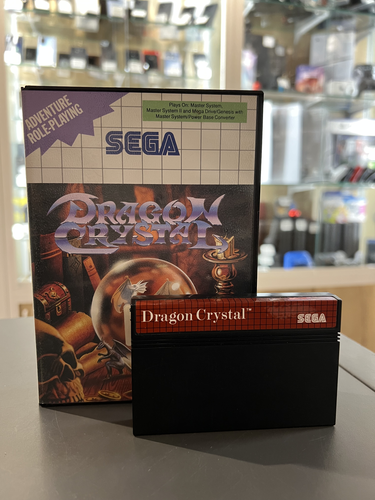 ADVENTURE
ROLE-PLAYING
Plays On: Master System,
Master System II and Mega Drive/Genesis with
Master System/Power Base Converter
SEGA
DRAGON
CRYSTAL
Dragon Crystal™
SEGA